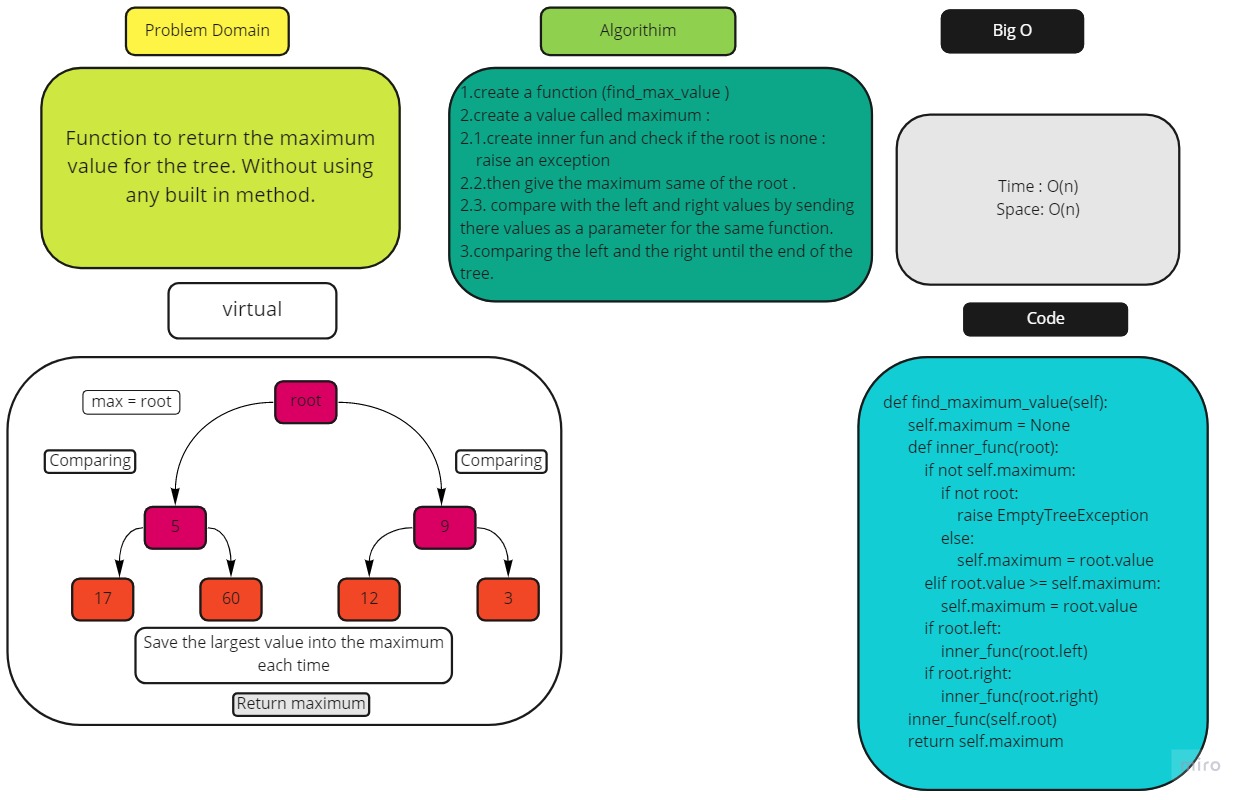 Problem Domain
Function to return the maximum
value for the tree. Without using
any built in method.
Algorithim
1.create a function (find_max_value )
2.create a value called maximum :
2.1.create inner fun and check if the root is none :
raise an exception
2.2.then give the maximum same of the root .
2.3. compare with the left and right values by sending
there values as a parameter for the same function.
3.comparing the left and the right until the end of the
tree.
Big O
Time : O(n)
Space: O(n)
virtual
max = root
root
Comparing
Comparing
5
9
17
60
12
3
Save the largest value into the maximum
each time
Return maximum
Code
def find_maximum_value(self):
self.maximum = None
def inner_func(root):
if not self.maximum:
if not root:
raise EmptyTreeException
else:
self.maximum = root.value
elif root.value >= self.maximum:
self.maximum = root.value
if root.left:
inner_func(root.left)
if root.right:
inner_func(root.right)
inner_func(self.root)
return self.maximum
miro